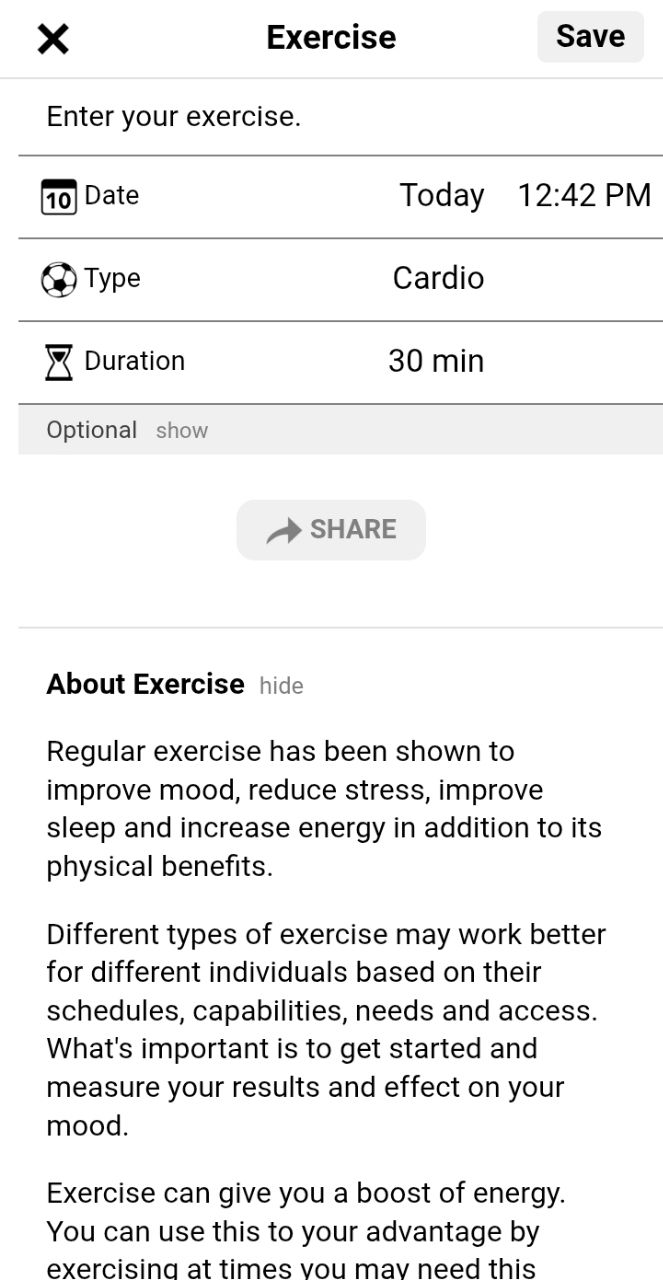 Exercise Save
Enter your exercise.
10 Date Today 12:42 PM
Type Cardio
Duration 30 min
Optional show
SHARE
About Exercise hide
Regular exercise has been shown to
improve mood, reduce stress, improve
sleep and increase energy in addition to its
physical benefits.
Different types of exercise may work better
for different individuals based on their
schedules, capabilities, needs and access.
What's important is to get started and
measure your results and effect on your
mood.
Exercise can give you a boost of energy.
You can use this to your advantage by
exercising at times you may need this